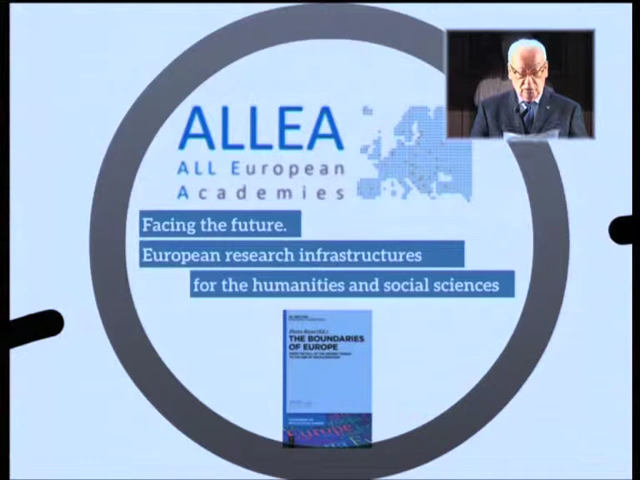 ALLEA
ALL European
Academies
Facing the future.
European research infrastructures
for the humanities and social sciences
THE BOUNDARIES
OF EUROPE
Europe